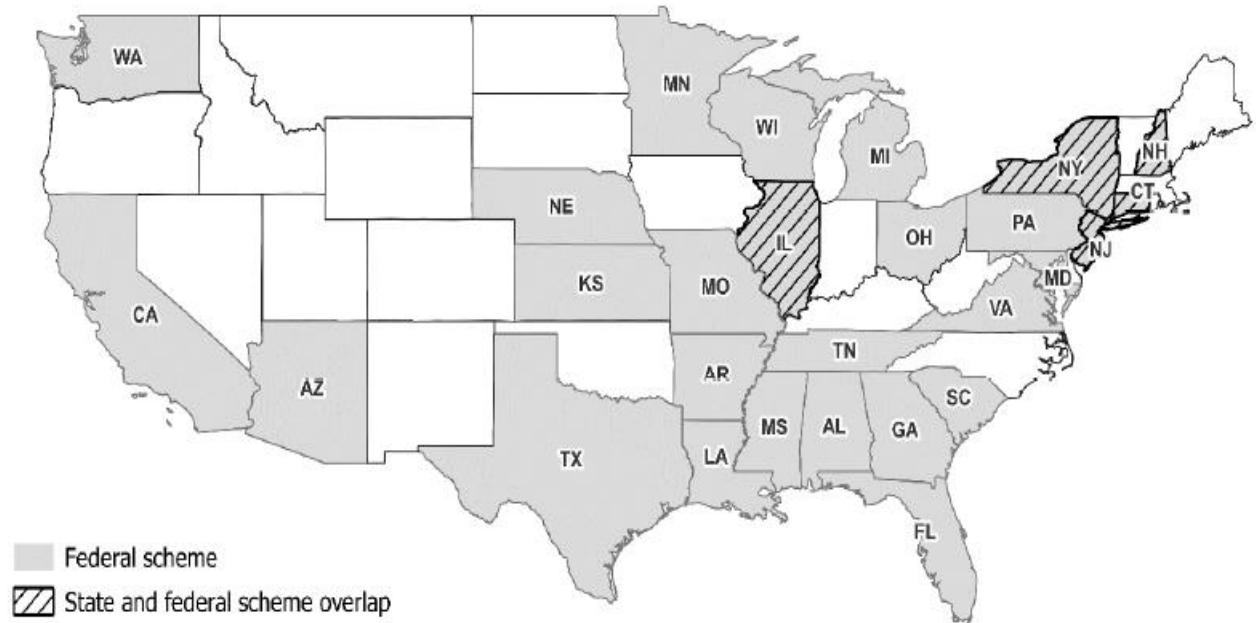 WA
MN
WI
MI
NY
NH
CT
NE
IL
OH
PA
NJ
KS
MO
MD
VA
CA
AZ
TN
AR
SC
TX
LA
MS
AL
GA
FL
Federal scheme
State and federal scheme overlap